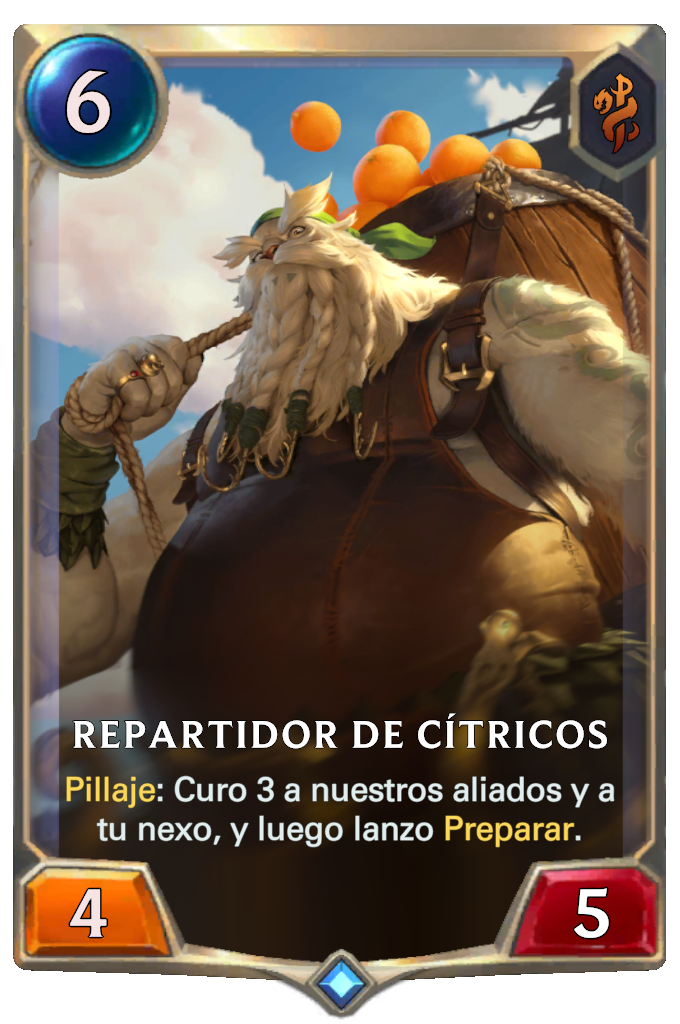 6
REPARTIDOR DE CÍTRICOS
Pillaje: Curo 3 a nuestros aliados y a
tu nexo, y luego lanzo Preparar.
4
5